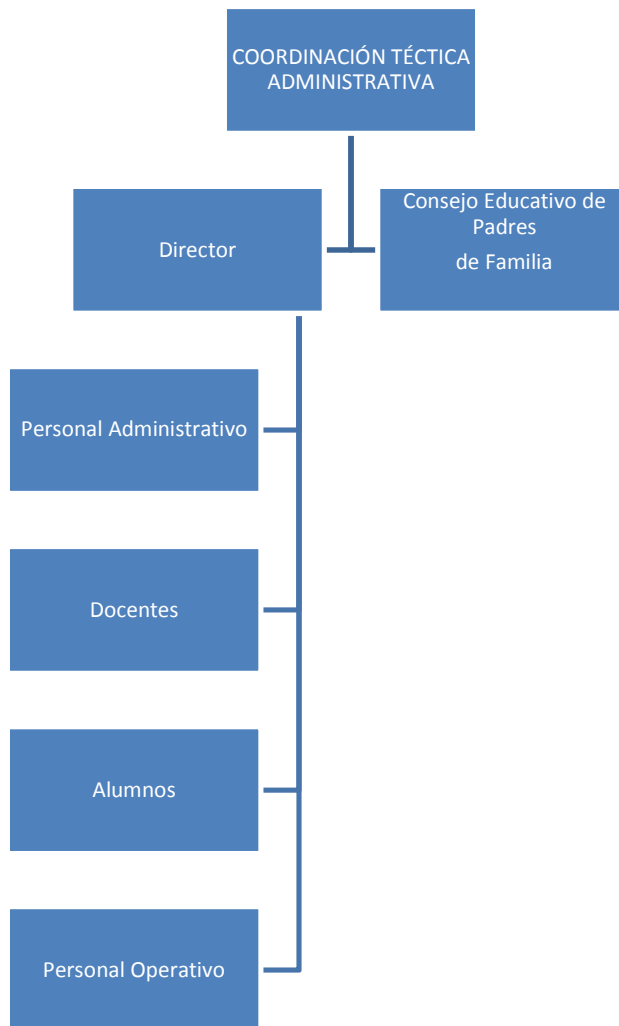 COORDINACIÓN TÉCTICA
ADMINISTRATIVA
Director
Consejo Educativo de
Padres
de Familia
Personal Administrativo
Docentes
Alumnos
Personal Operativo